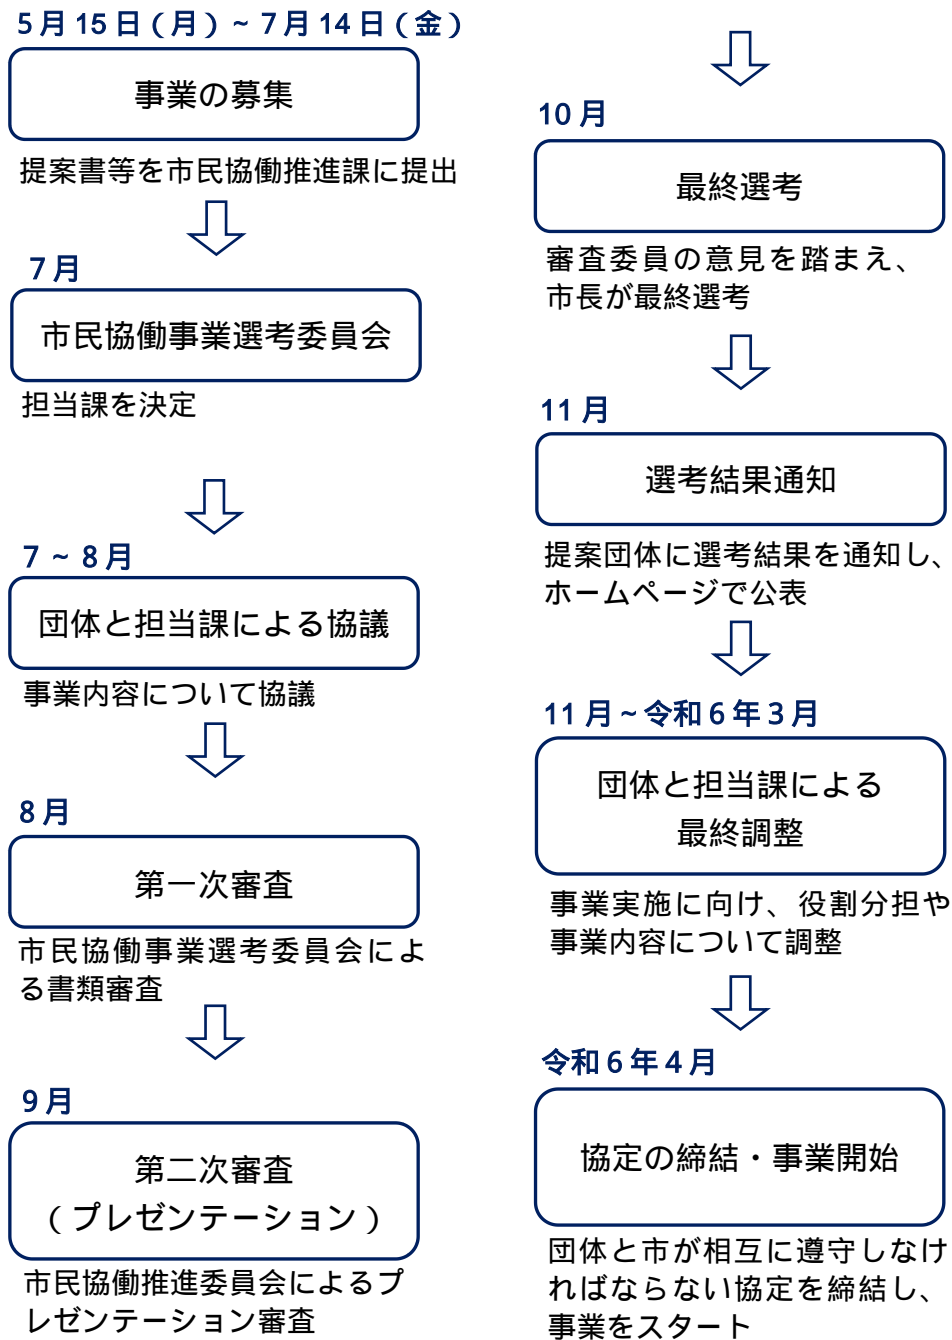 5月15日(月)~7月14日(金)
事業の募集
提案書等を市民協働推進課に提出
7月
市民協働事業選考委員会
担当課を決定
7~8月
団体と担当課による協議
事業内容について協議
8月
第一次審査
市民協働事業選考委員会によ
る書類審査
9月
第二次審査
(プレゼンテーション)
市民協働推進委員会によるプ
レゼンテーション審査
10月
最終選考
審査委員の意見を踏まえ、
市長が最終選考
11月
選考結果通知
提案団体に選考結果を通知し、
ホームページで公表
11月~令和6年3月
団体と担当課による
最終調整
事業実施に向け、役割分担や
事業内容について調整
令和6年4月
協定の締結・事業開始
団体と市が相互に遵守しなけ
ればならない協定を締結し、
事業をスタート